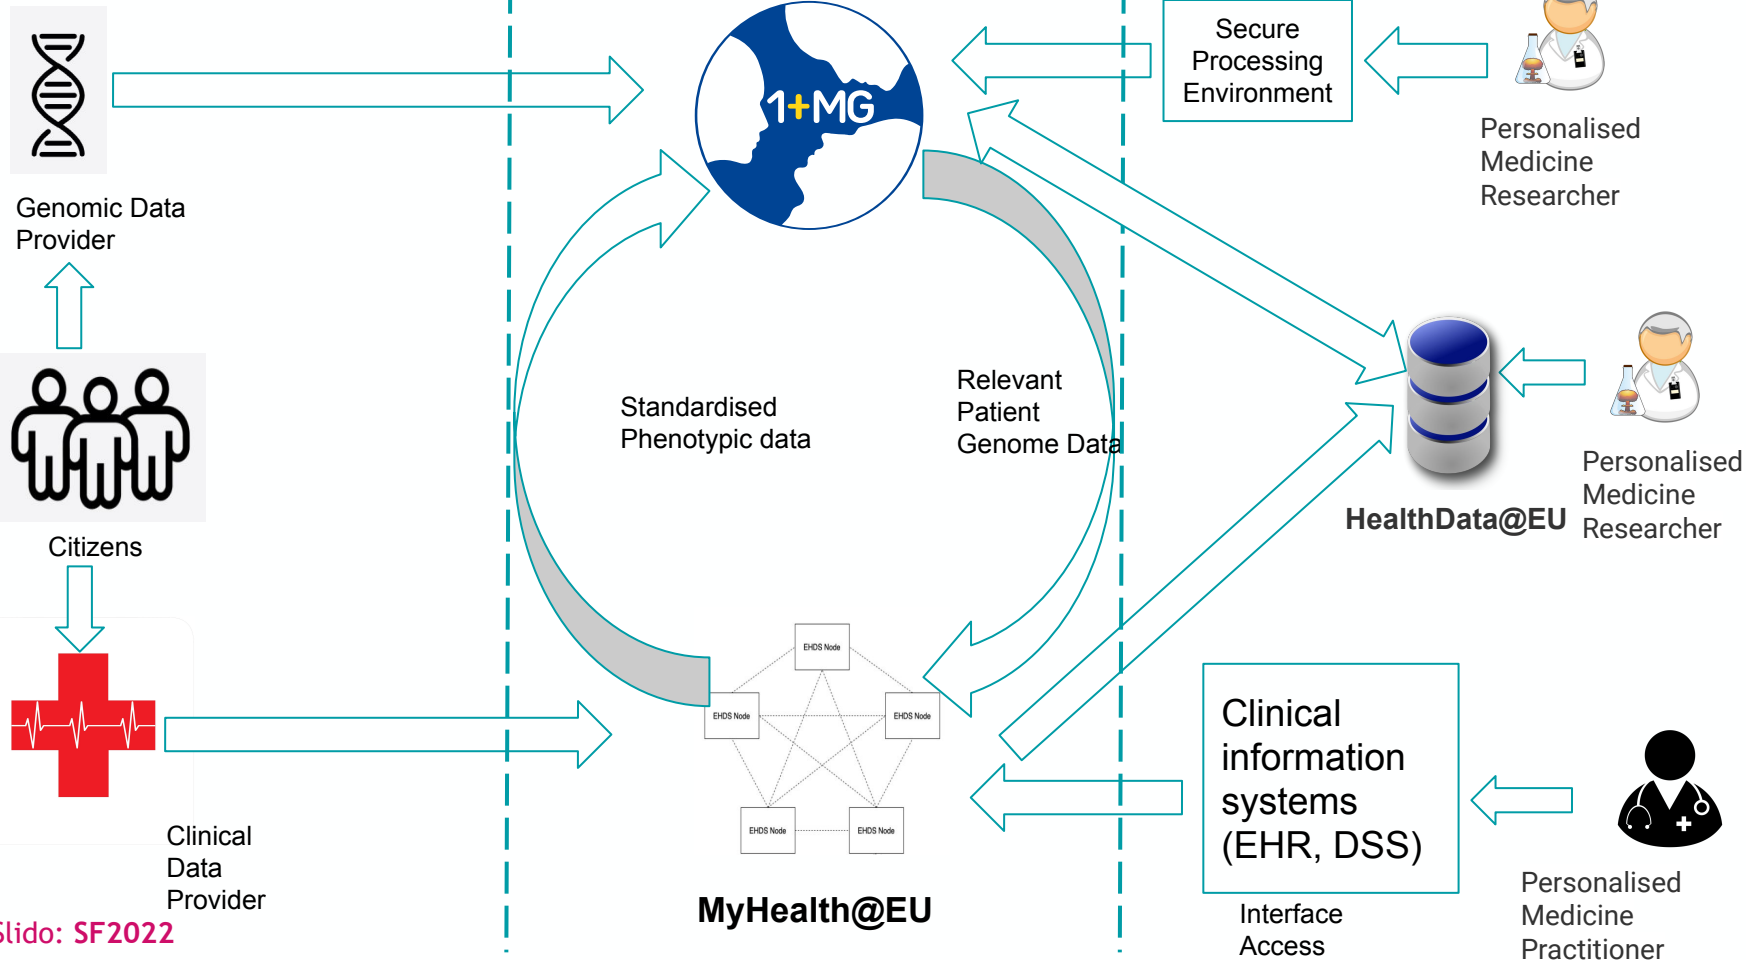 Secure
Processing
Environment
1+MG
Personalised
Medicine
Researcher
Genomic Data
Provider
Standardised
Phenotypic data
Relevant
Patient
Genome Data
Personalised
Medicine
Researcher
HealthData@EU
Citizens
EHDS Node
EHDS Node
EHDS Node
EHDS Node
EHDS Node
Clinical
information
systems
(EHR, DSS)
Clinical
Data
Provider
MyHealth@EU
Interface
Access
Personalised
Medicine
Practitioner
Slido: SF2022